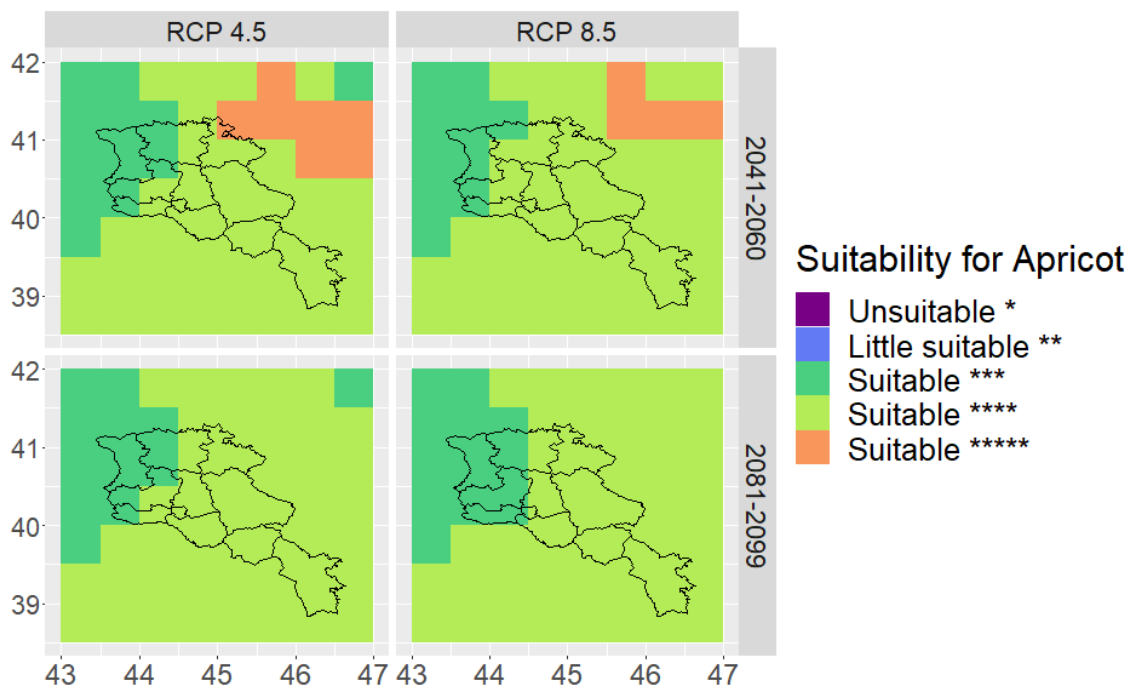 RCP 4.5
RCP 8.5
42
41
40
39
2041-2060
42
41
40
39
2081-2099
43 44 45 46 47
43 44 45 46 47
Suitability for Apricot
Unsuitable *
Little suitable **
Suitable ***
Suitable ****
Suitable *****